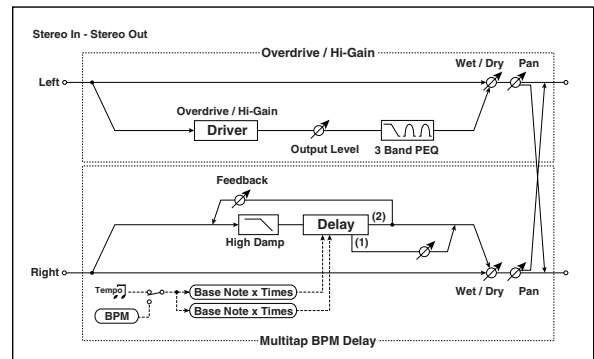 Stereo In - Stereo Out
Overdrive / Hi-Gain
Wet / Dry
Pan
Left
Overdrive / Hi-Gain
Driver
Output Level
3 Band PEQ
Feedback
High Damp
Delay
(2)
(1)
Right
Tempo
BPM
Base Note x Times
Base Note x Times
Wet / Dry
Pan
Multitap BPM Delay